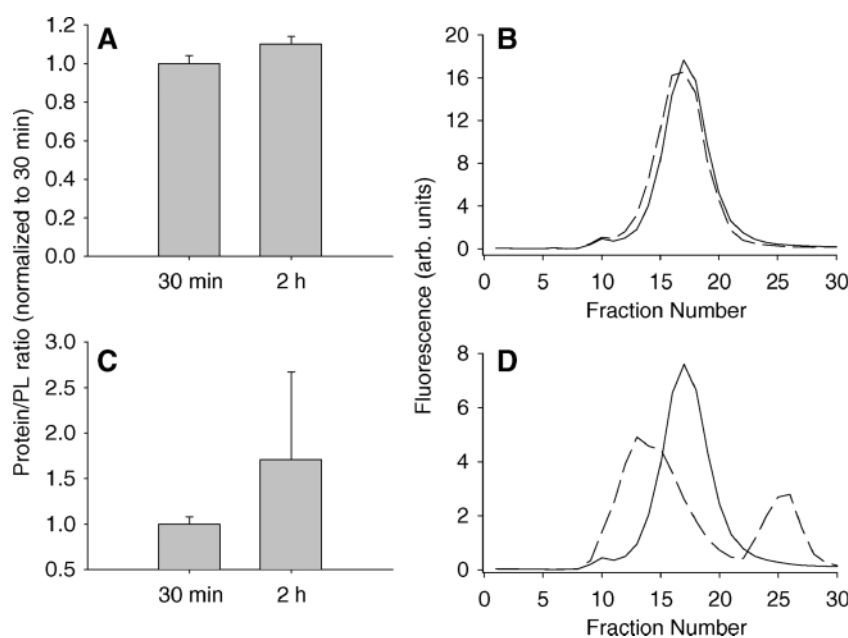 A
Protein/PL ratio (normalized to 30 min)
1.2
1.0
0.8
0.6
0.4
0.2
0.0
30 min 2 h
B
Fluorescence (arb. units)
20
16
12
8
4
0
0 5 10 15 20 25 30
Fraction Number
C
3.0
2.5
2.0
1.5
1.0
0.5
30 min 2 h
D
8
6
4
2
0
0 5 10 15 20 25 30
Fraction Number